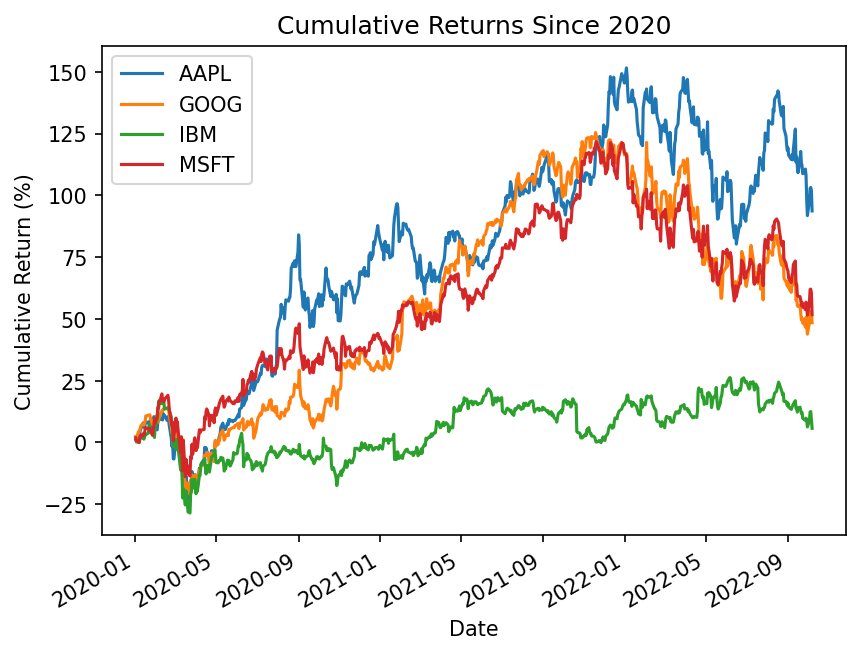 Cumulative Returns Since 2020
AAPL
GOOG
IBM
MSFT
Cumulative Return (%)
150
125
100
75
50
25
0
−25
2020-01
2020-05
2020-09
2021-01
2021-05
2021-09
2022-01
2022-05
2022-09
Date